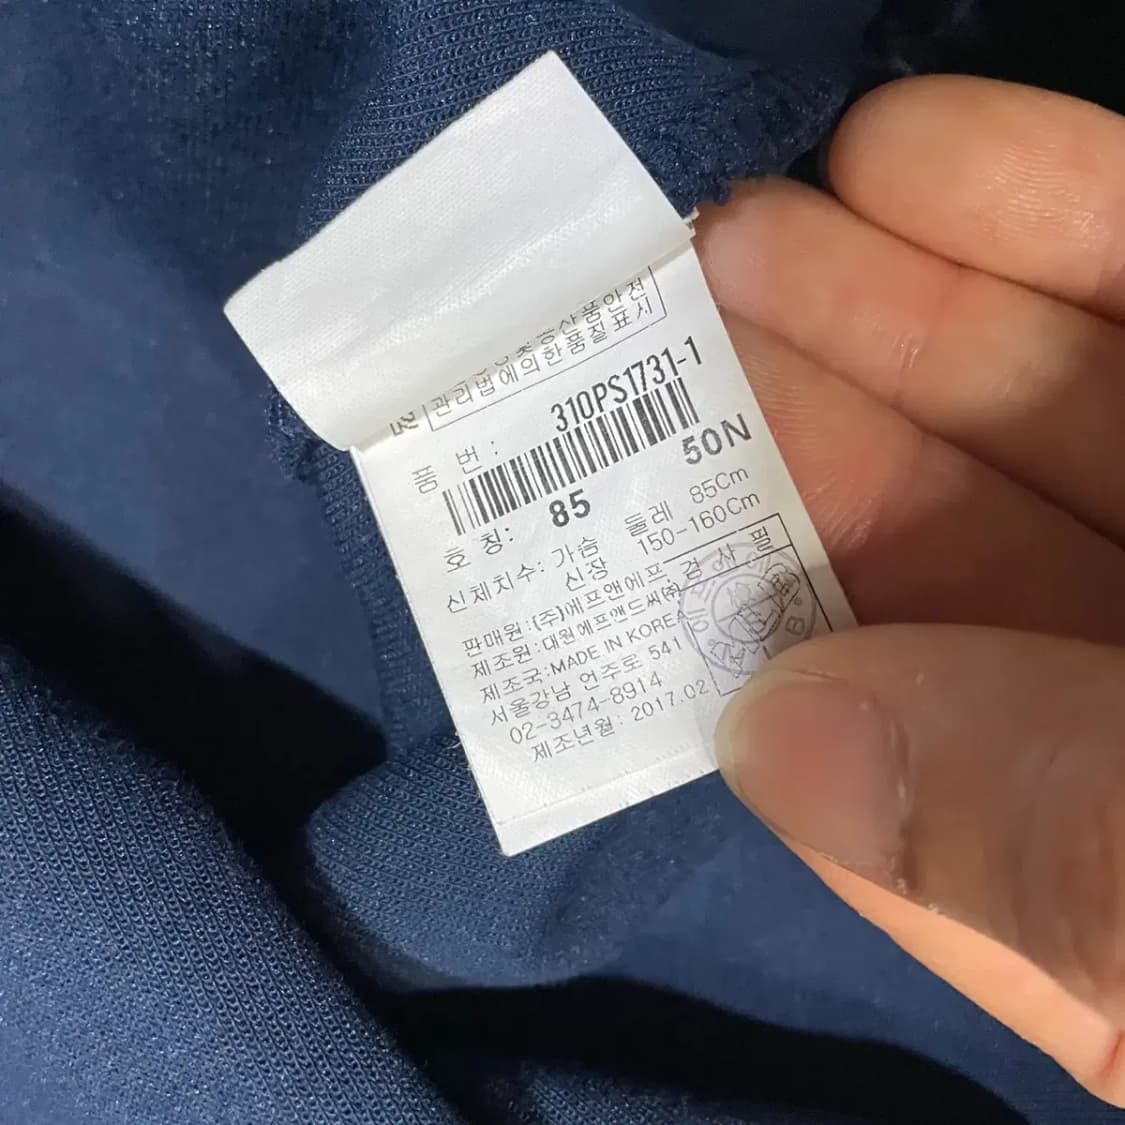 품안전
관리법에의한품질표시
품 번: 310PS1731-1
50N
호 칭: 85
신체치수: 가슴 둘레 85Cm
신장 150-160Cm
판매원:(주)에프앤에프
제조원:대원에프앤드씨(주)
제조국:MADE IN KOREA
서울강남 언주로 541
02-3474-8914
제조년월: 2017.02
검 사 필